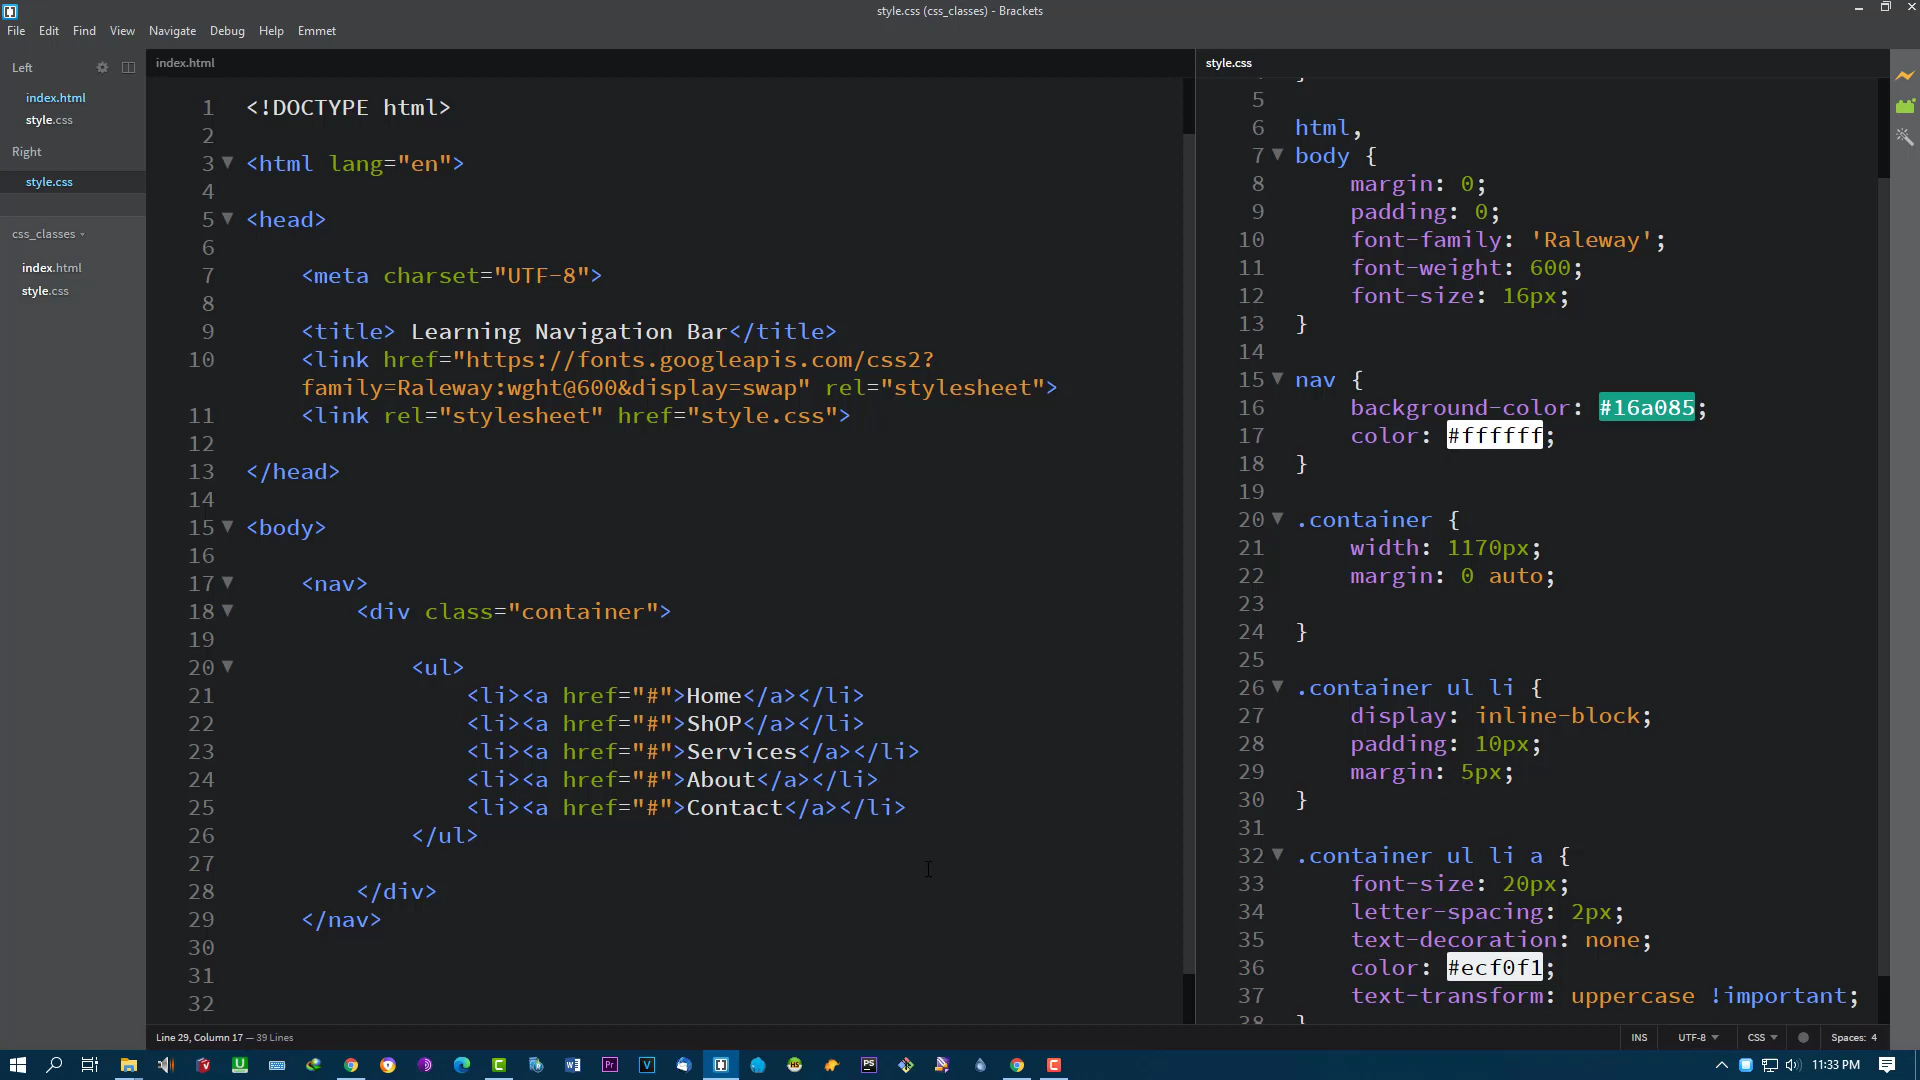 style.css (css_classes) - Brackets
File Edit Find View Navigate Debug Help Emmet
Left
index.html
style.css
Right
style.css
css_classes
index.html
style.css
index.html
1 <!DOCTYPE html>
2
3 <html lang="en">
4
5 <head>
6
7 <meta charset="UTF-8">
8
9 <title> Learning Navigation Bar</title>
10 <link href="https://fonts.googleapis.com/css2?
family=Raleway:wght@600&display=swap" rel="stylesheet">
11 <link rel="stylesheet" href="style.css">
12
13 </head>
14
15 <body>
16
17 <nav>
18 <div class="container">
19
20 <ul>
21 <li><a href="#">Home</a></li>
22 <li><a href="#">ShOP</a></li>
23 <li><a href="#">Services</a></li>
24 <li><a href="#">About</a></li>
25 <li><a href="#">Contact</a></li>
26 </ul>
27
28 </div>
29 </nav>
30
31
32
style.css
5
6 html,
7 body {
8 margin: 0;
9 padding: 0;
10 font-family: 'Raleway';
11 font-weight: 600;
12 font-size: 16px;
13 }
14
15 nav {
16 background-color: #16a085;
17 color: #ffffff;
18 }
19
20 .container {
21 width: 1170px;
22 margin: 0 auto;
23
24 }
25
26 .container ul li {
27 display: inline-block;
28 padding: 10px;
29 margin: 5px;
30 }
31
32 .container ul li a {
33 font-size: 20px;
34 letter-spacing: 2px;
35 text-decoration: none;
36 color: #ecf0f1;
37 text-transform: uppercase !important;
38 }
Line 29, Column 17 — 39 Lines
INS UTF-8 CSS Spaces: 4
11:33 PM